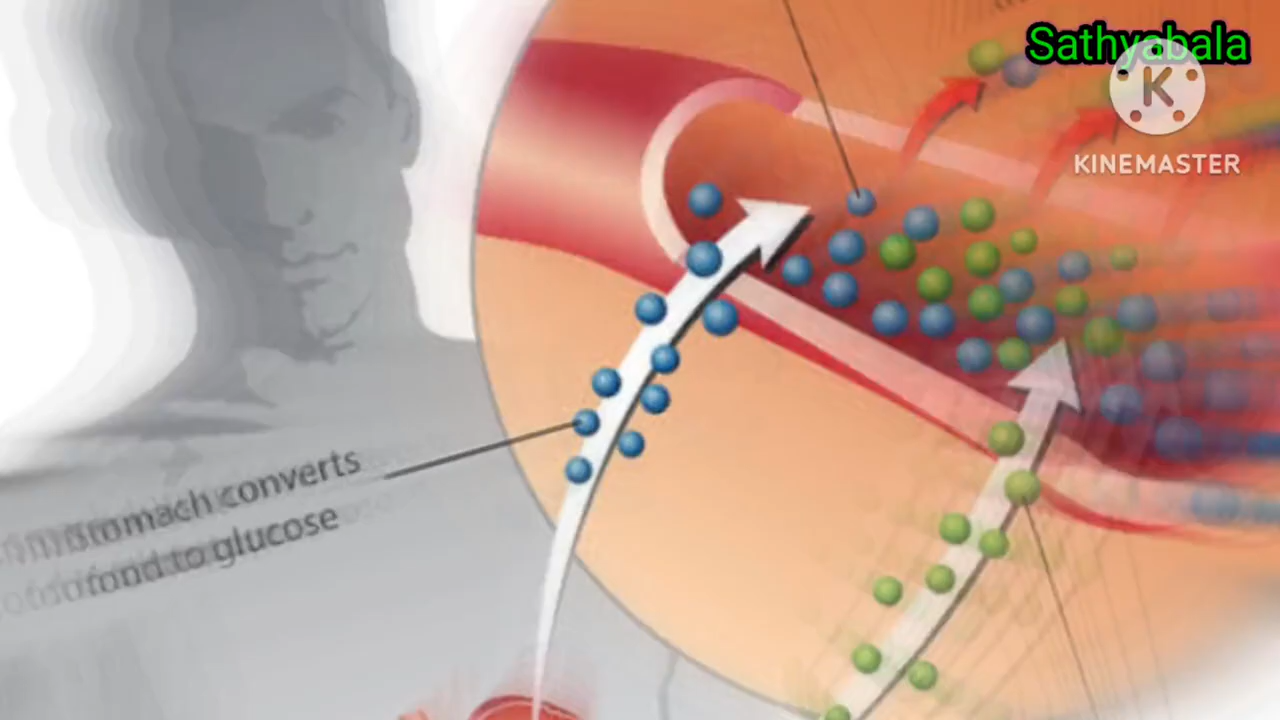 Sathyabala
K
KINEMASTER
Stomach converts
food to glucose